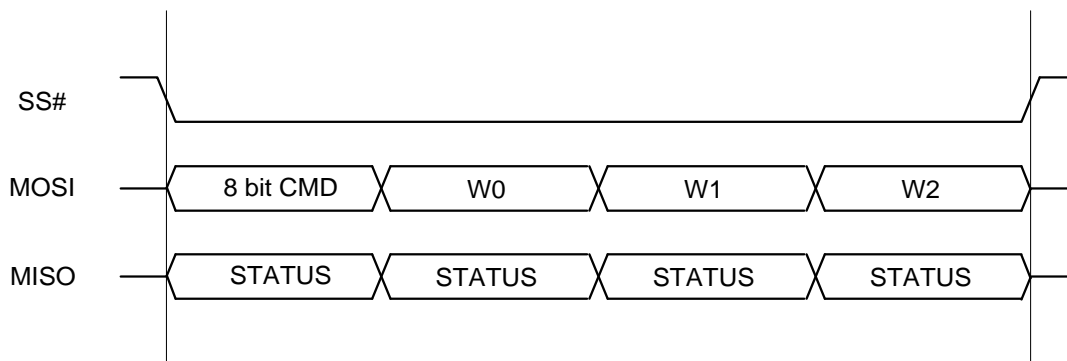 SS#
MOSI 8 bit CMD W0 W1 W2
MISO STATUS STATUS STATUS STATUS